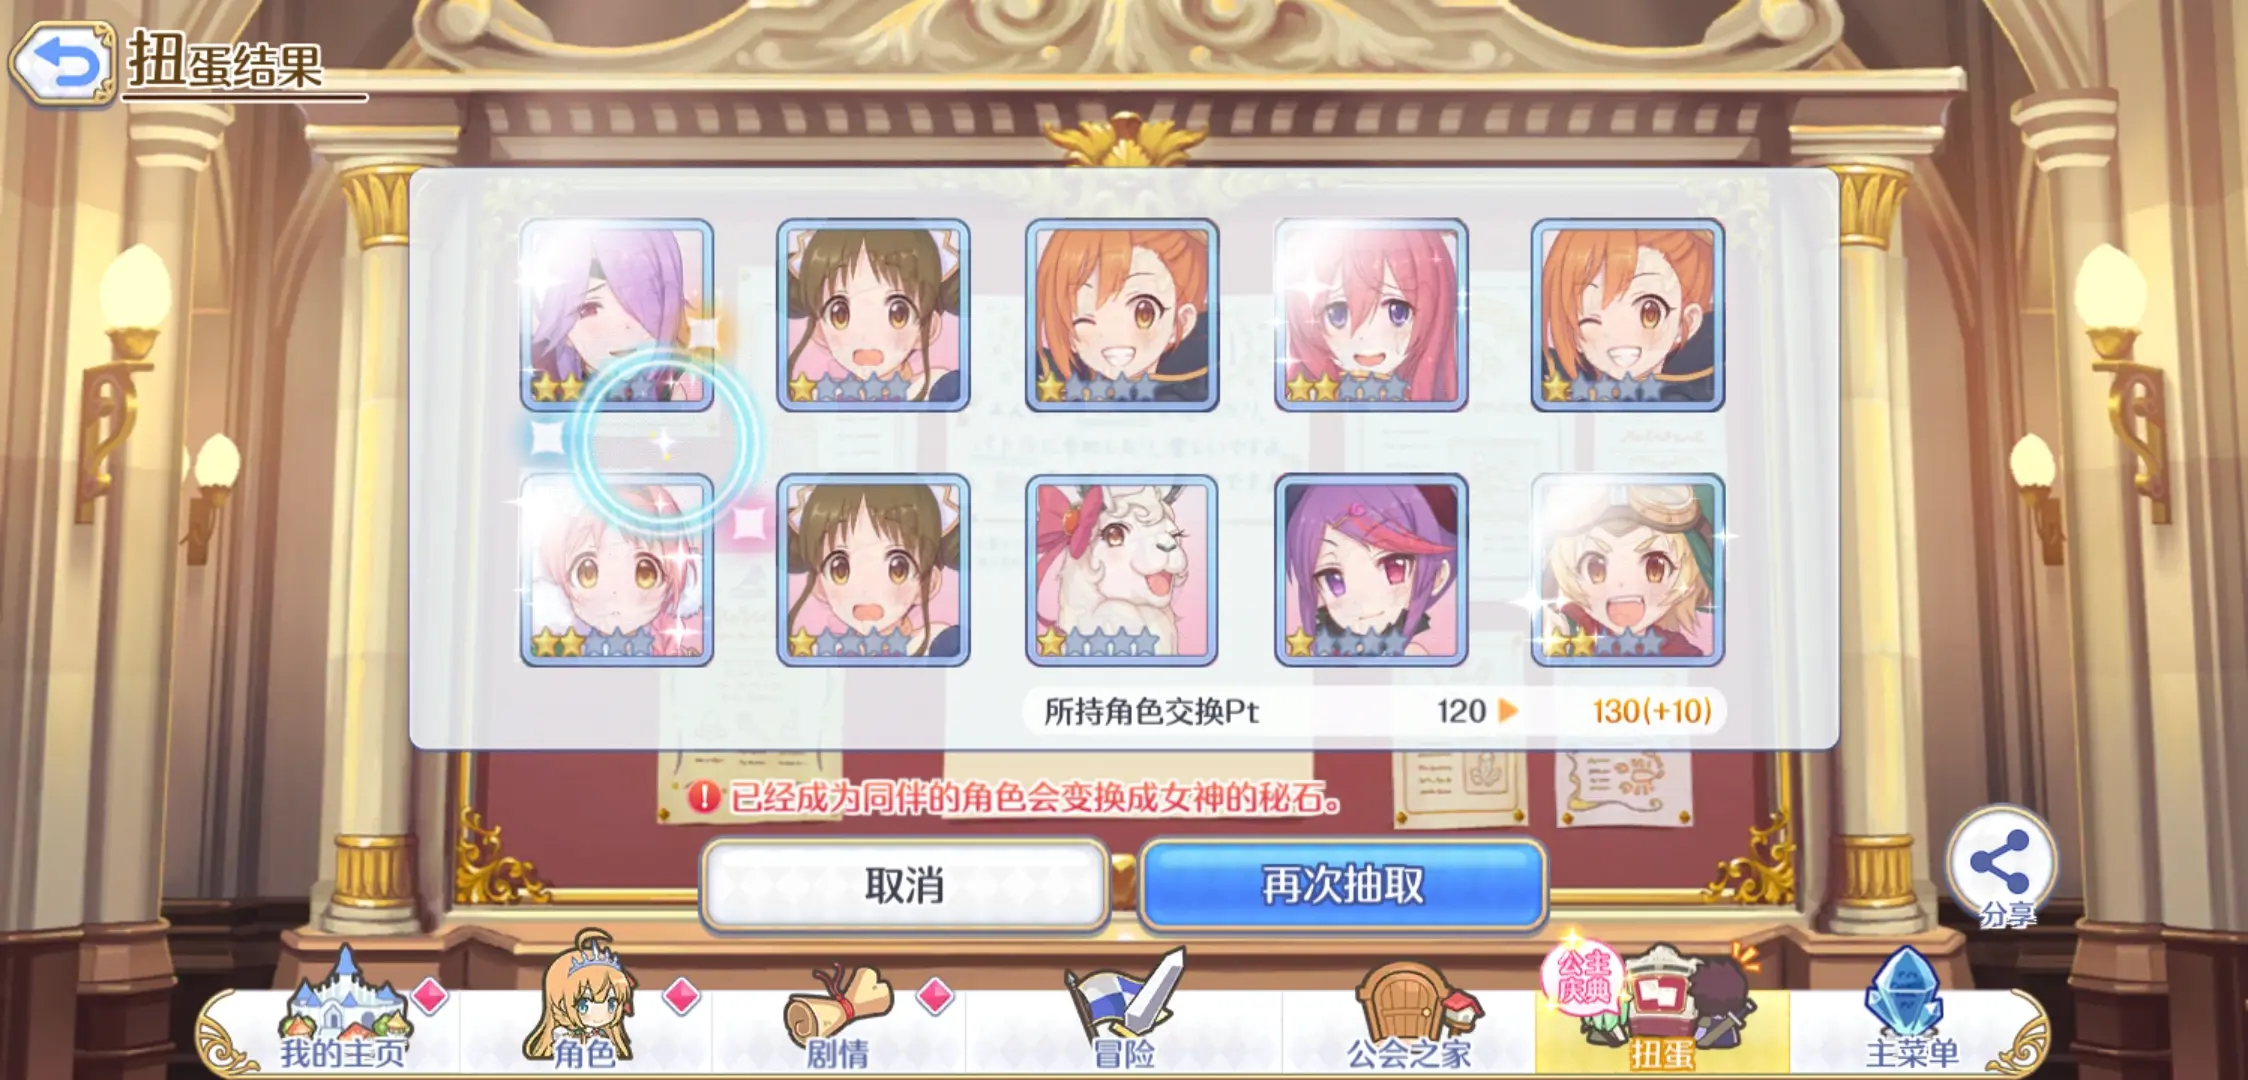 扭蛋结果
所持角色交换Pt 120 130(+10)
已经成为同伴的角色会变换成女神的秘石。
取消 再次抽取
分享
公主庆典
我的主页 角色 剧情 冒险 公会之家 扭蛋 主菜单